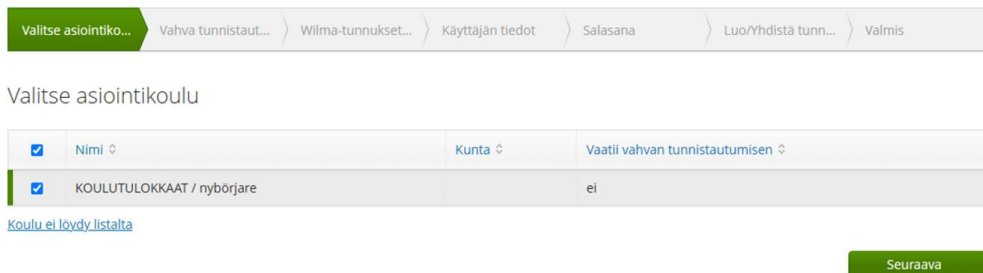 Valitse asiointiko... Vahva tunnistaut... Wilma-tunnukset... Käyttäjän tiedot Salasana Luo/Yhdistä tunn... Valmis
Valitse asiointikoulu
Nimi Kunta Vaatii vahvan tunnistautumisen
KOULUTULOKKAAT / nybörjare ei
Koulu ei löydy listalta
Seuraava